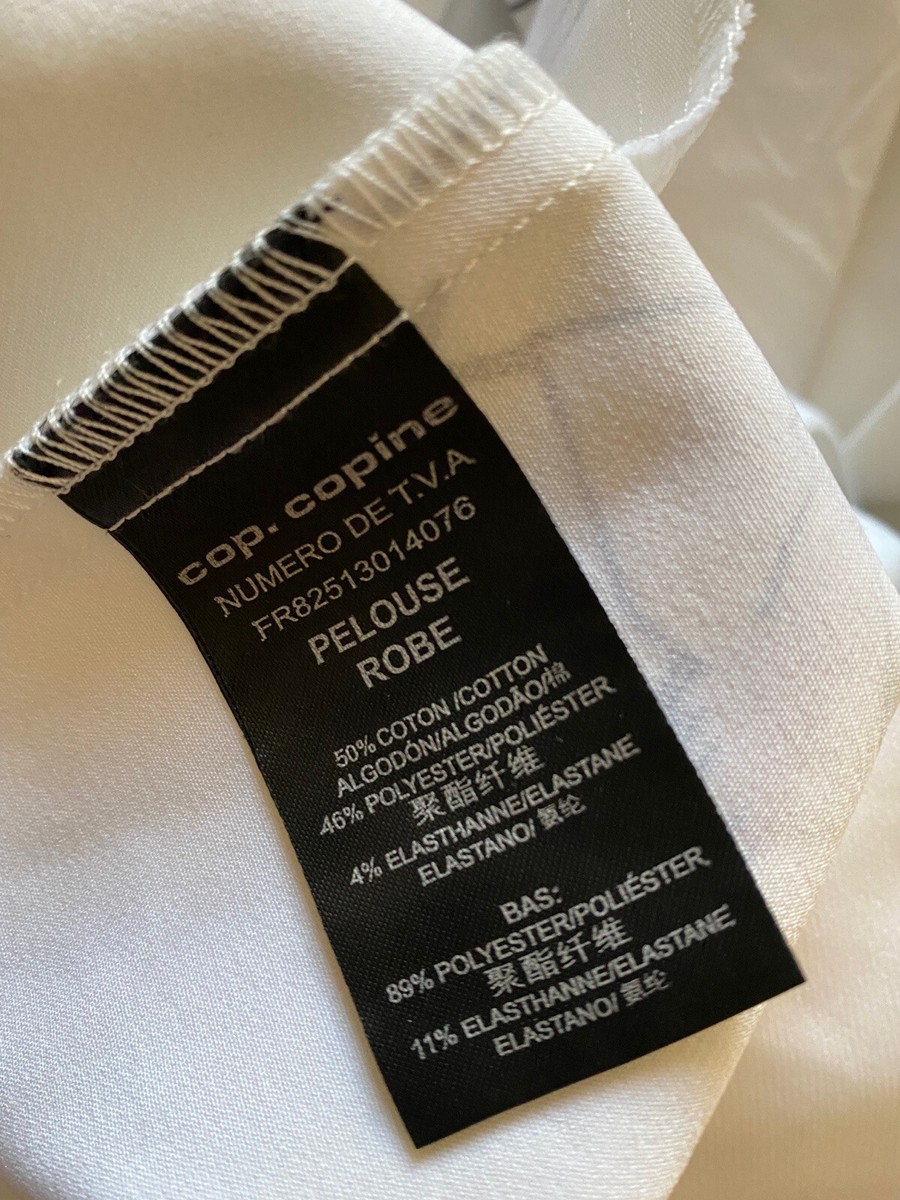 cop. copine
NUMERO DE T.V.A
FR82513014076
PELOUSE
ROBE
50% COTON /COTTON
ALGODÓN/ALGODÃO/棉
46% POLYESTER/POLIÉSTER
聚酯纤维
4% ELASTHANNE/ELASTANE
ELASTANO/ 氨纶
BAS:
89% POLYESTER/POLIÉSTER
聚酯纤维
11% ELASTHANNE/ELASTANE
ELASTANO/ 氨纶